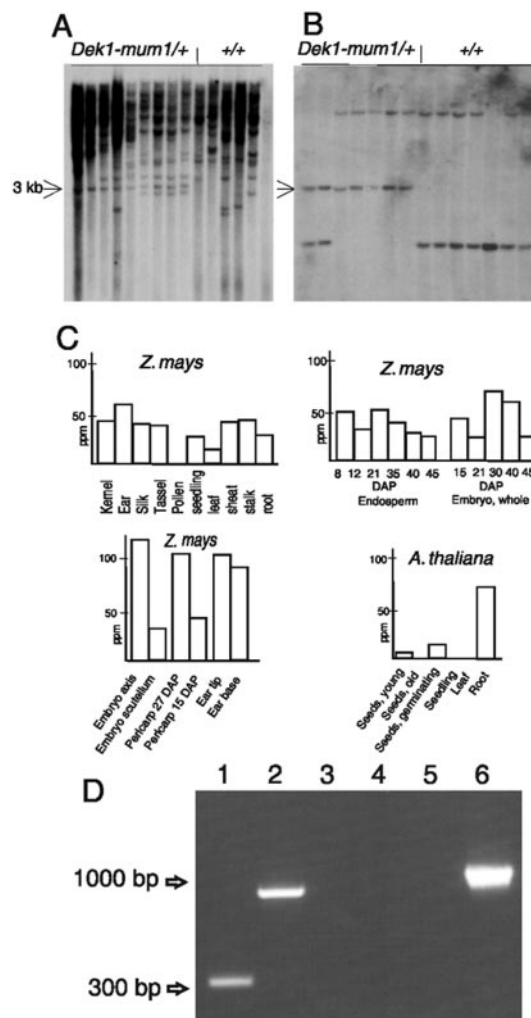 A
B
Dek1-mum1/+
+/+
Dek1-mum1/+
+/+
3 kb
C
Z. mays
100
50
ppm
Kernel
Ear
Silk
Tassel
Pollen
seedling
leaf
sheat
stalk
root
Z. mays
100
50
ppm
8 12 21 35 40 45
DAP
Endosperm
15 21 30 40 45
DAP
Embryo, whole
Z. mays
100
50
ppm
Embryo axis
Embryo scutellum
Pericarp 27 DAP
Pericarp 15 DAP
Ear tip
Ear base
A. thaliana
100
50
ppm
Seeds, young
Seeds, old
Seeds, germinating
Seedling
Leaf
Root
D
1 2 3 4 5 6
1000 bp
300 bp